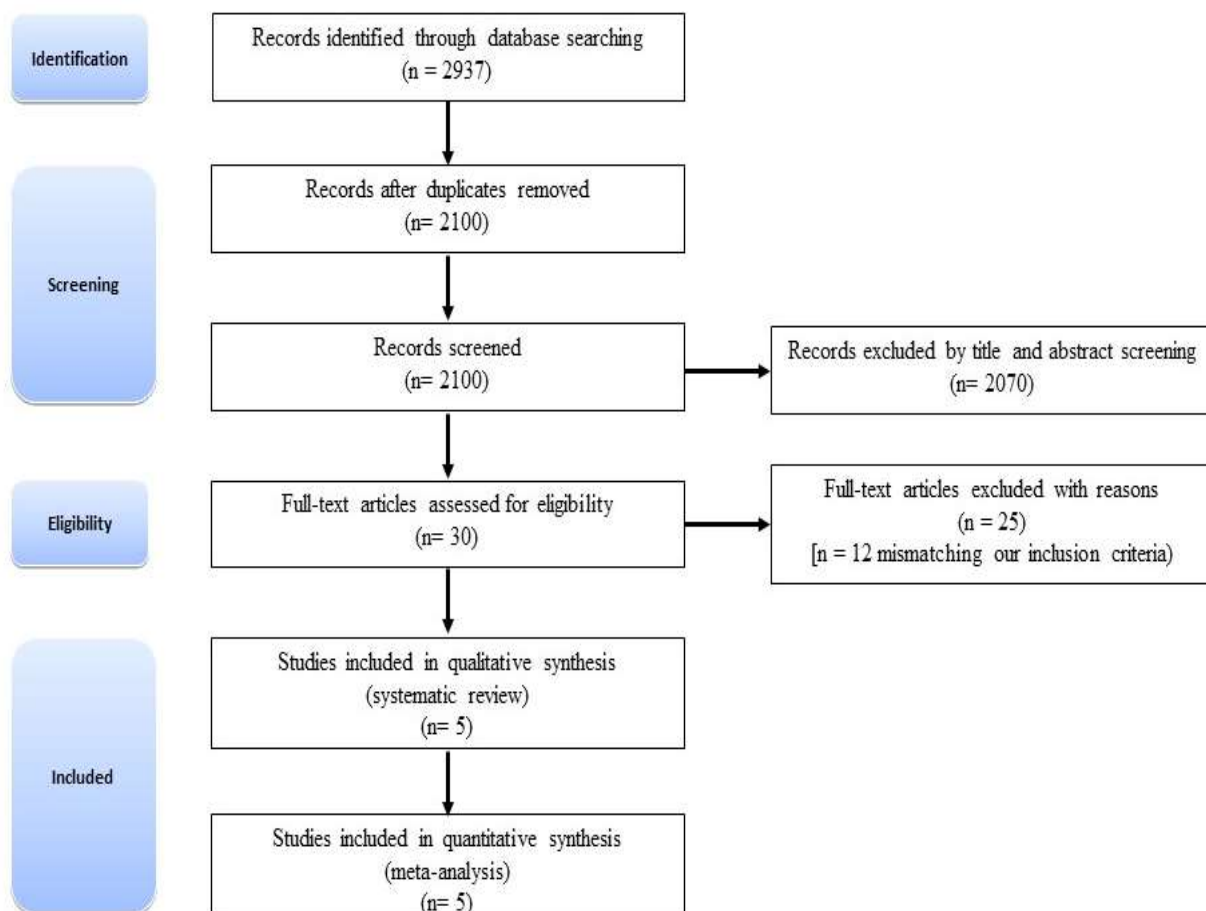 Identification
Records identified through database searching
(n = 2937)
Screening
Records after duplicates removed
(n= 2100)
Records screened
(n= 2100)
Records excluded by title and abstract screening
(n= 2070)
Eligibility
Full-text articles assessed for eligibility
(n= 30)
Full-text articles excluded with reasons
(n = 25)
[n = 12 mismatching our inclusion criteria)
Included
Studies included in qualitative synthesis
(systematic review)
(n= 5)
Studies included in quantitative synthesis
(meta-analysis)
(n= 5)